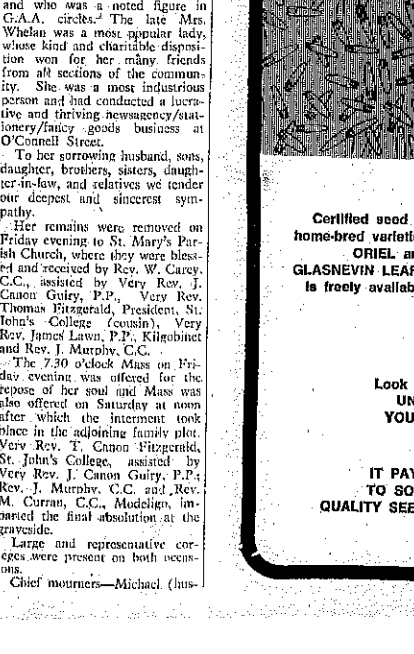 and who was a noted figure in
G.A.A. circles. The late Mrs.
Whelan was a most popular lady,
whose kind and charitable disposi-
tion won for her many friends
from all sections of the commun-
ity. She was a most industrious
person and had conducted a lucra-
tive and thriving newsagency/stat-
ionery/fancy goods business at
O'Connell Street.
To her sorrowing husband, sons,
daughter, brothers, sisters, daugh-
ter-in-law, and relatives we tender
our deepest and sincerest sym-
pathy.
Her remains were removed on
Friday evening to St. Mary's Par-
ish Church, where they were bless-
ed and received by Rev. W. Carey,
C.C., assisted by Very Rev. J.
Canon Guiry, P.P., Very Rev.
Thomas Fitzgerald, President, St.
John's College (cousin), Very
Rev. James Lawn, P.P., Kilgobinet
and Rev. J. Murphy, C.C.
The 7.30 o'clock Mass on Fri-
day evening was offered for the
repose of her soul and Mass was
also offered on Saturday at noon
after which the interment took
place in the adjoining family plot.
Very Rev. T. Canon Fitzgerald,
St. John's College, assisted by
Very Rev. J. Canon Guiry, P.P.;
Rev. J. Murphy, C.C. and Rev.
M. Curran, C.C., Modeligo, im-
parted the final absolution at the
graveside.
Large and representative cor-
eges were present on both occas-
ons.
Chief mourners—Michael (hus-
Certified seed
home-bred varieti
ORIEL a
GLASNEVIN LEAF
is freely availab
Look
UN
YOU
IT PAY
TO SO
QUALITY SEE